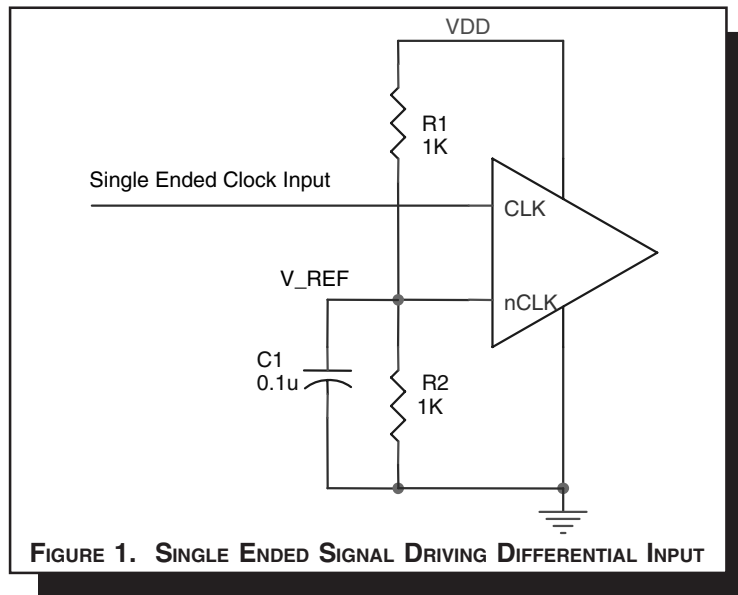 VDD
R1
1K
Single Ended Clock Input
CLK
V_REF
nCLK
C1
0.1u
R2
1K
FIGURE 1. SINGLE ENDED SIGNAL DRIVING DIFFERENTIAL INPUT